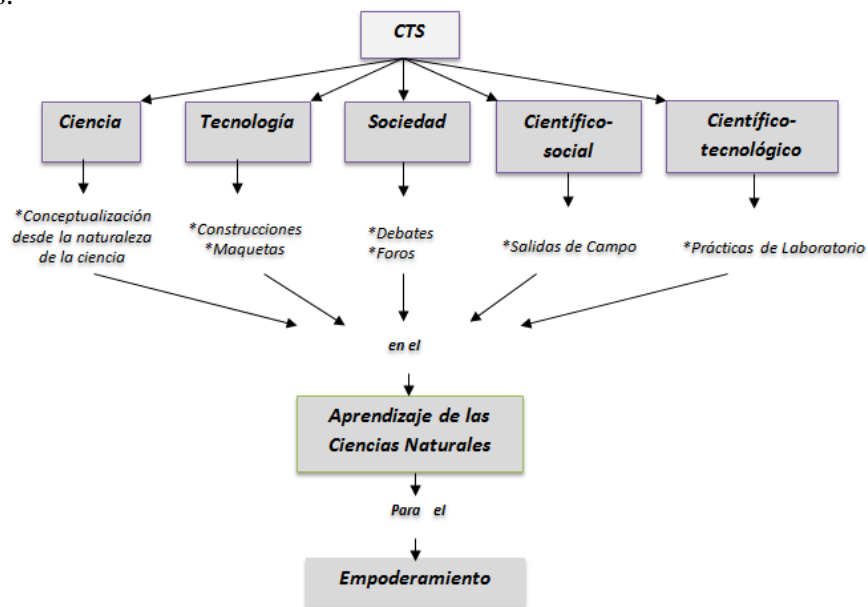 s.
CTS
Ciencia
Tecnología
Sociedad
Científico-
social
Científico-
tecnológico
*Conceptualización
desde la naturaleza
de la ciencia
*Construcciones
*Maquetas
*Debates
*Foros
*Salidas de Campo
*Prácticas de Laboratorio
en el
Aprendizaje de las
Ciencias Naturales
Para el
Empoderamiento